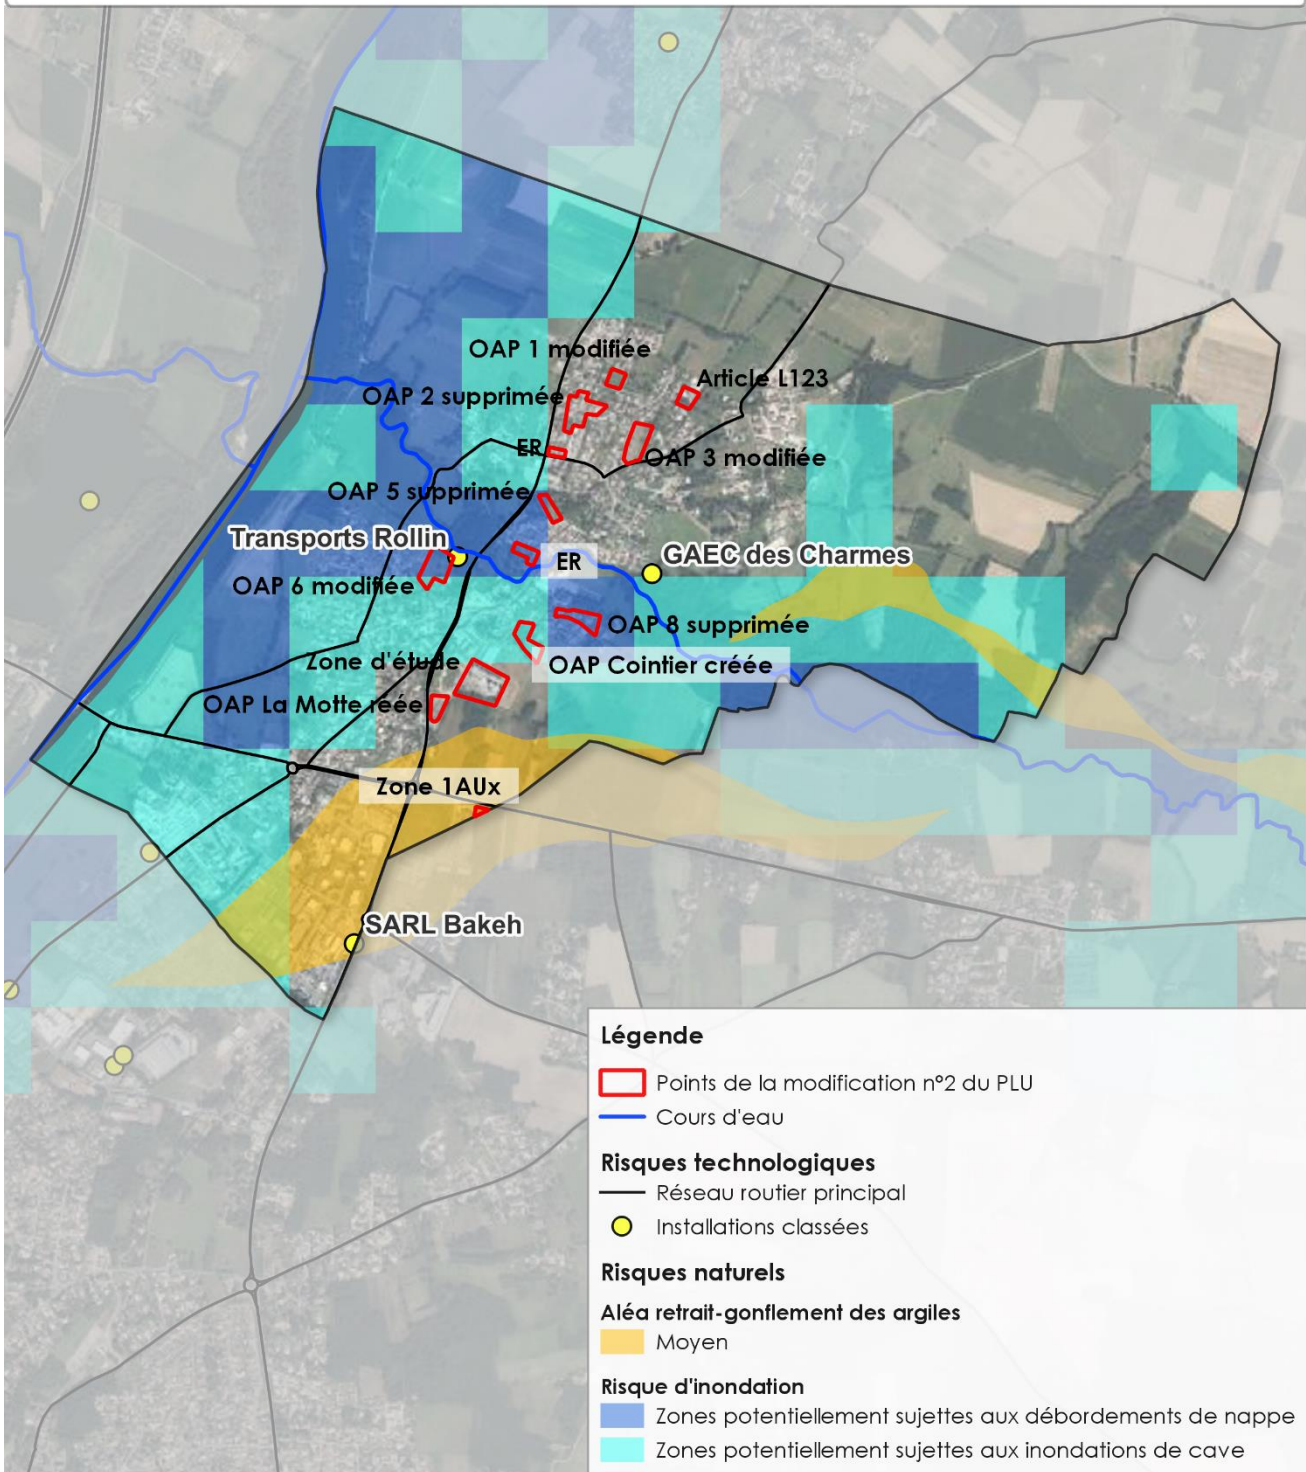 OAP 1 modifiée
Article L123
OAP 2 supprimée
ER
OAP 3 modifiée
OAP 5 supprimée
Transports Rollin
ER
GAEC des Charmes
OAP 6 modifiée
OAP 8 supprimée
Zone d'étude
OAP Cointier créée
OAP La Motte réée
Zone 1AUx
SARL Bakeh
Légende
Points de la modification n°2 du PLU
Cours d'eau
Risques technologiques
Réseau routier principal
Installations classées
Risques naturels
Aléa retrait-gonflement des argiles
Moyen
Risque d'inondation
Zones potentiellement sujettes aux débordements de nappe
Zones potentiellement sujettes aux inondations de cave